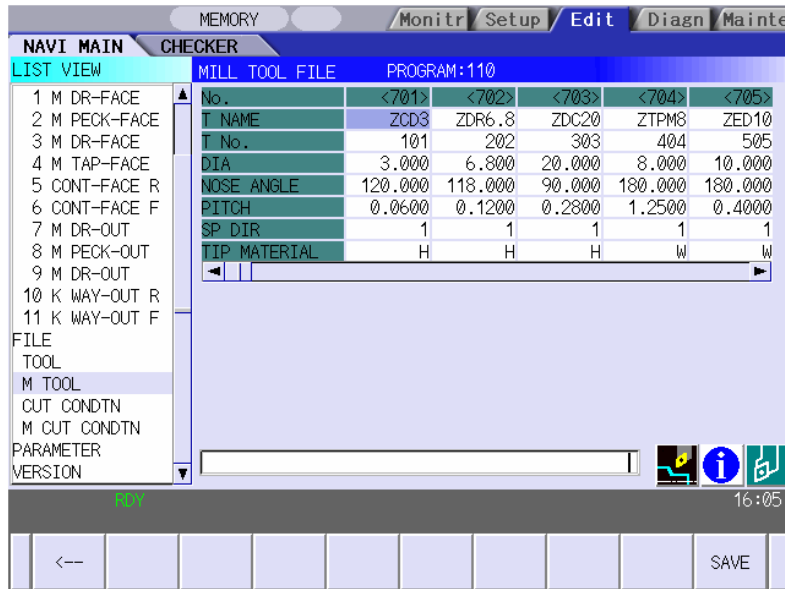 MEMORY Monitr Setup Edit Diagn Mainte
NAVI MAIN CHECKER
LIST VIEW
MILL TOOL FILE PROGRAM:110
1 M DR-FACE
2 M PECK-FACE
3 M DR-FACE
4 M TAP-FACE
5 CONT-FACE R
6 CONT-FACE F
7 M DR-OUT
8 M PECK-OUT
9 M DR-OUT
10 K WAY-OUT R
11 K WAY-OUT F
FILE
TOOL
M TOOL
CUT CONDTN
M CUT CONDTN
PARAMETER
VERSION
No. <701> <702> <703> <704> <705>
T NAME ZCD3 ZDR6.8 ZDC20 ZTPM8 ZED10
T No. 101 202 303 404 505
DIA 3.000 6.800 20.000 8.000 10.000
NOSE ANGLE 120.000 118.000 90.000 180.000 180.000
PITCH 0.0600 0.1200 0.2800 1.2500 0.4000
SP DIR 1 1 1 1 1
TIP MATERIAL H H H W W
i
RDY 16:05
<-- SAVE